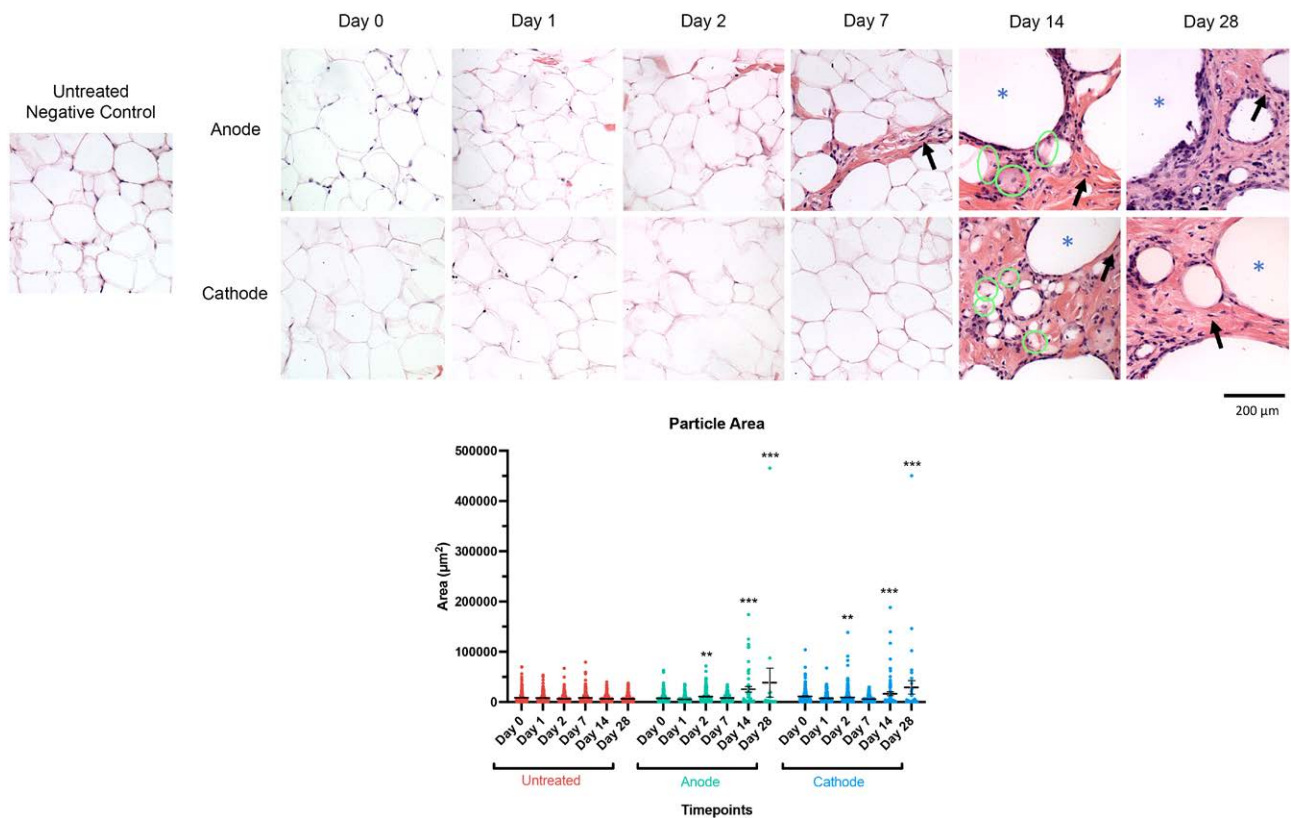 Day 0 Day 1 Day 2 Day 7 Day 14 Day 28
Untreated
Negative Control
Anode
*
*
Cathode
*
*
200 µm
Particle Area
Area (µm²)
500000
400000
300000
200000
100000
0
** *** *** ** *** ***
Day 0 Day 1 Day 2 Day 7 Day 14 Day 28 Day 0 Day 1 Day 2 Day 7 Day 14 Day 28 Day 0 Day 1 Day 2 Day 7 Day 14 Day 28
Untreated Anode Cathode
Timepoints